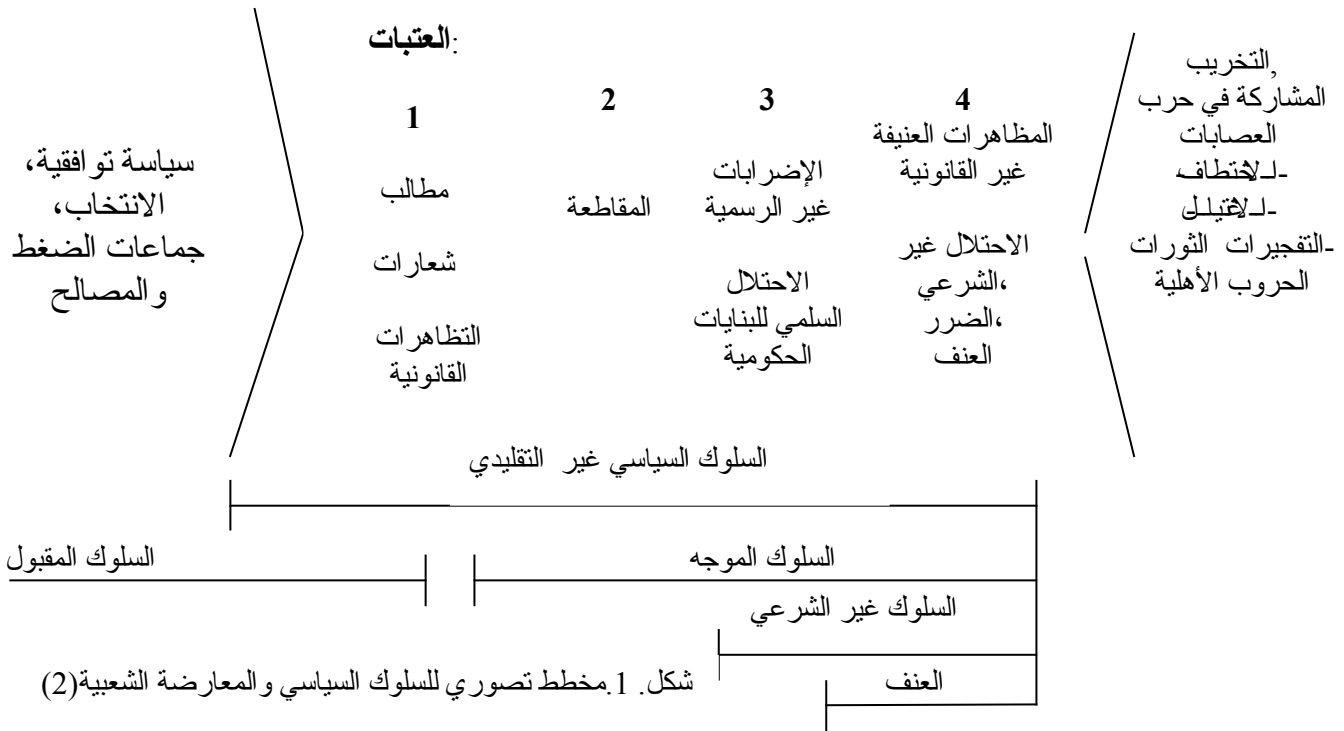 العتبات:
سياسة توافقية،
الانتخاب،
جماعات الضغط
والمصالح
1
مطالب
شعارات
التظاهرات
القانونية
2
المقاطعة
3
الإضرابات
غير الرسمية
الاحتلال
السلمي للبنايات
الحكومية
4
المظاهرات العنيفة
غير القانونية
الاحتلال غير
الشرعي،
الضرر،
العنف
التخريب,
المشاركة في حرب
العصابات
التفجيرات الثورات-
الحروب الأهلية
السلوك السياسي غير التقليدي
السلوك المقبول
السلوك الموجه
السلوك غير الشرعي
العنف
شكل. 1.مخطط تصوري للسلوك السياسي والمعارضة الشعبية(2)